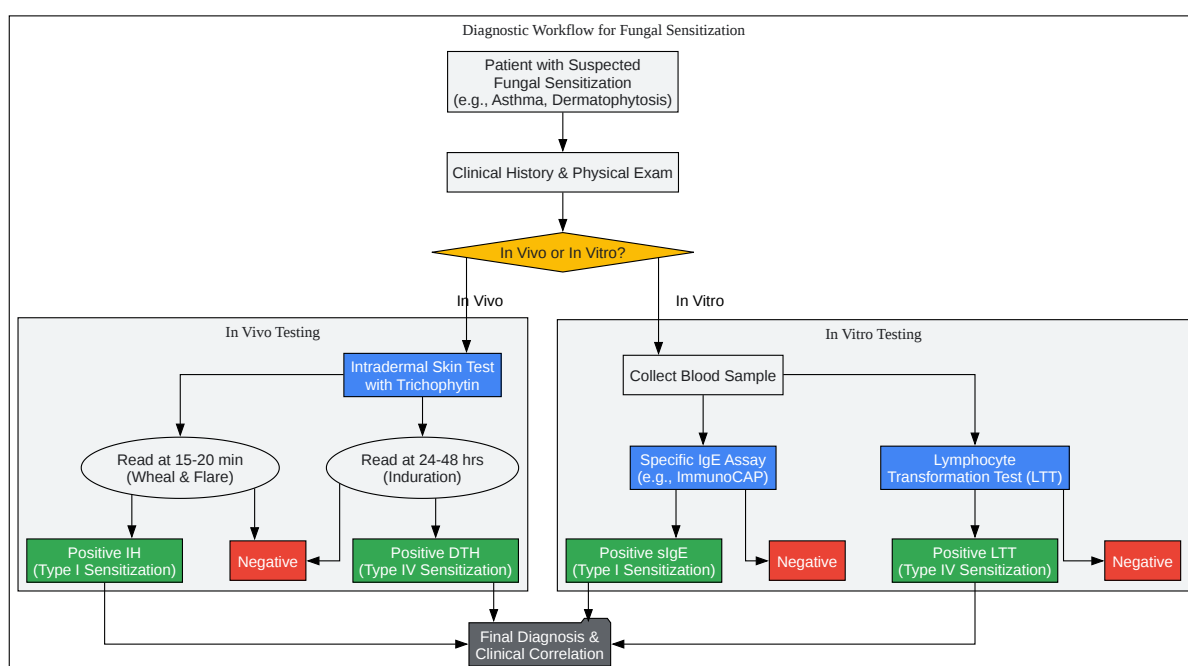 Diagnostic Workflow for Fungal Sensitization
Patient with Suspected
Fungal Sensitization
(e.g., Asthma, Dermatophytosis)
Clinical History & Physical Exam
In Vivo or In Vitro?
In Vivo
In Vitro
In Vivo Testing
Intradermal Skin Test
with Trichophytin
Read at 15-20 min
(Wheal & Flare)
Read at 24-48 hrs
(Induration)
Positive IH
(Type I Sensitization)
Negative
Positive DTH
(Type IV Sensitization)
In Vitro Testing
Collect Blood Sample
Specific IgE Assay
(e.g., ImmunoCAP)
Lymphocyte
Transformation Test (LTT)
Positive sIgE
(Type I Sensitization)
Negative
Positive LTT
(Type IV Sensitization)
Negative
Final Diagnosis &
Clinical Correlation